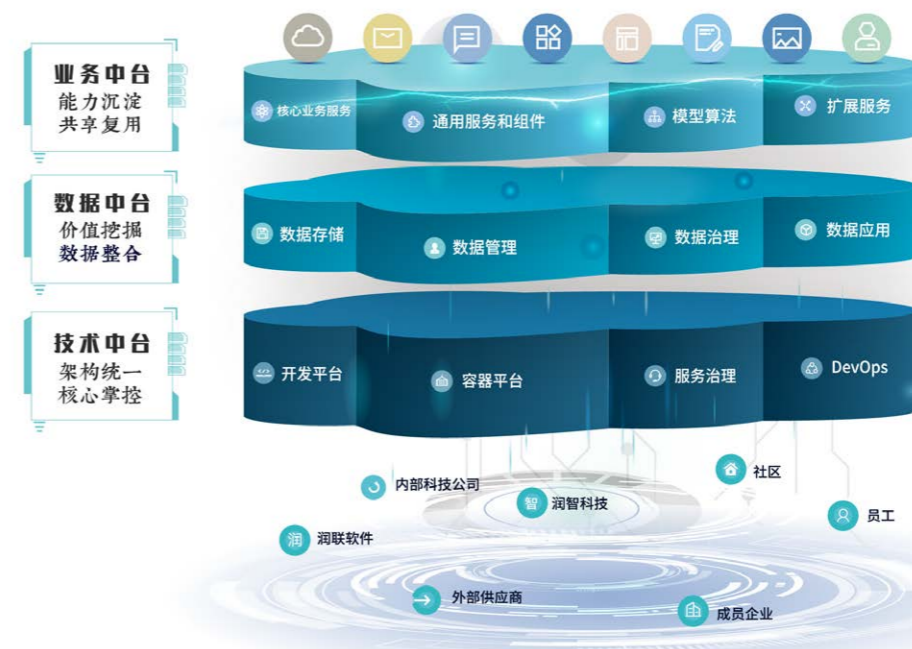 业务中台
能力沉淀
共享复用
核心业务服务
通用服务和组件
模型算法
扩展服务
数据中台
价值挖掘
数据整合
数据存储
数据管理
数据治理
数据应用
技术中台
架构统一
核心掌控
开发平台
容器平台
服务治理
DevOps
内部科技公司
社区
智 润智科技
员工
润 润联软件
外部供应商
成员企业